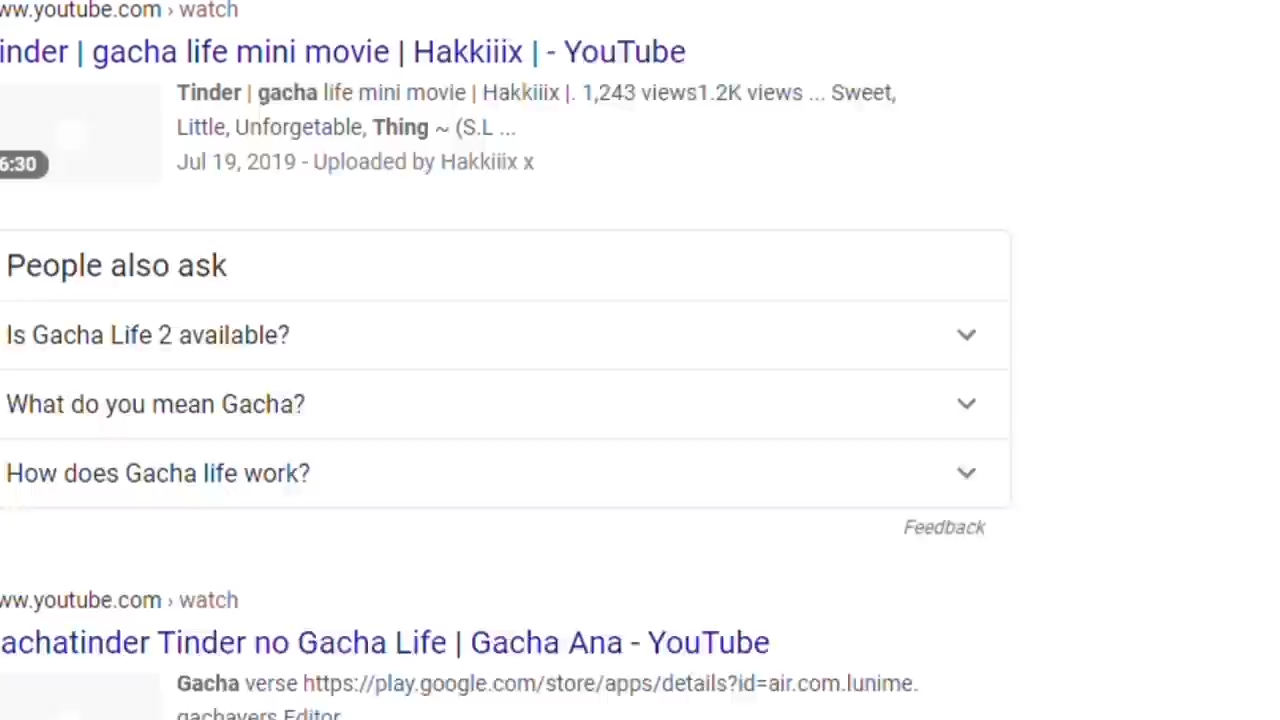 ww.youtube.com › watch
inder | gacha life mini movie | Hakkiiix | - YouTube
Tinder | gacha life mini movie | Hakkiiix |. 1,243 views1.2K views ... Sweet,
Little, Unforgetable, Thing ~ (S.L ...
6:30
Jul 19, 2019 - Uploaded by Hakkiiix x
People also ask
Is Gacha Life 2 available?
What do you mean Gacha?
How does Gacha life work?
Feedback
ww.youtube.com › watch
achatinder Tinder no Gacha Life | Gacha Ana - YouTube
Gacha verse https://play.google.com/store/apps/details?id=air.com.lunime.
gachavers Editor